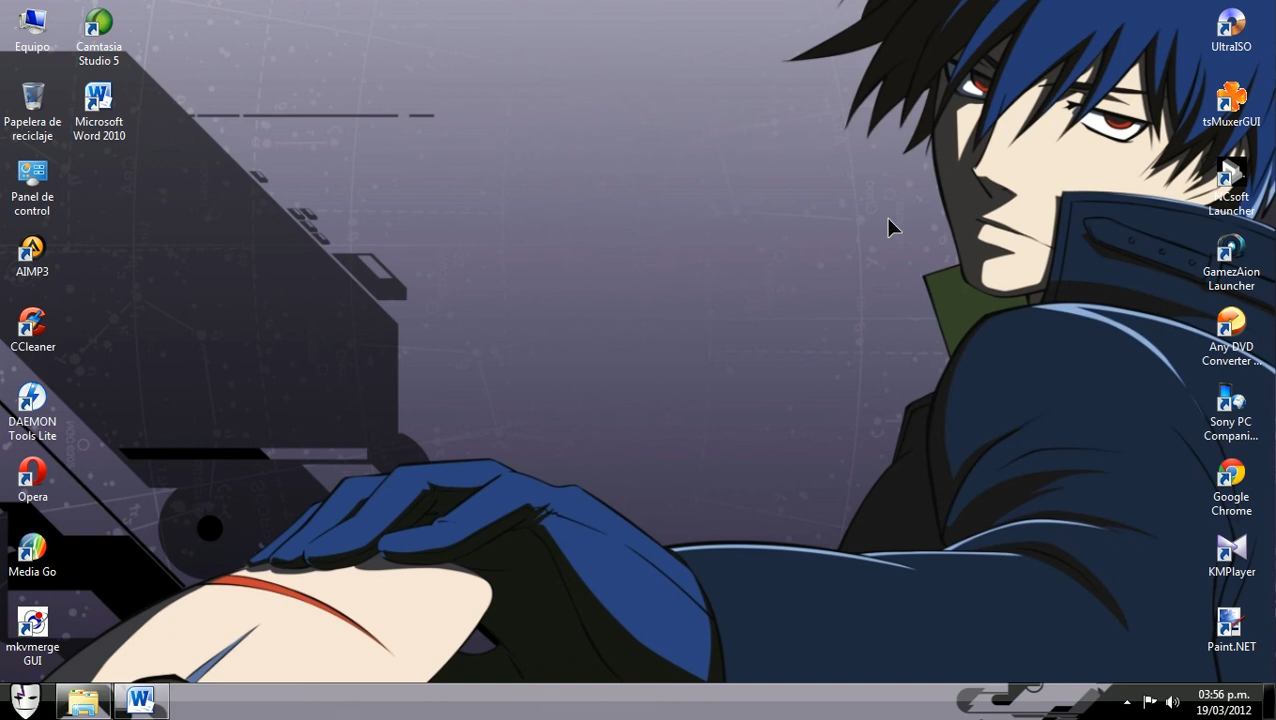 Equipo
Camtasia
Studio 5
Papelera de
reciclaje
Microsoft
Word 2010
Panel de
control
AIMP3
CCleaner
DAEMON
Tools Lite
Opera
Media Go
mkvmerge
GUI
UltraISO
tsMuxerGUI
NCsoft
Launcher
GamezAion
Launcher
Any DVD
Converter ...
Sony PC
Compani...
Google
Chrome
KMPlayer
Paint.NET
03:56 p.m.
19/03/2012